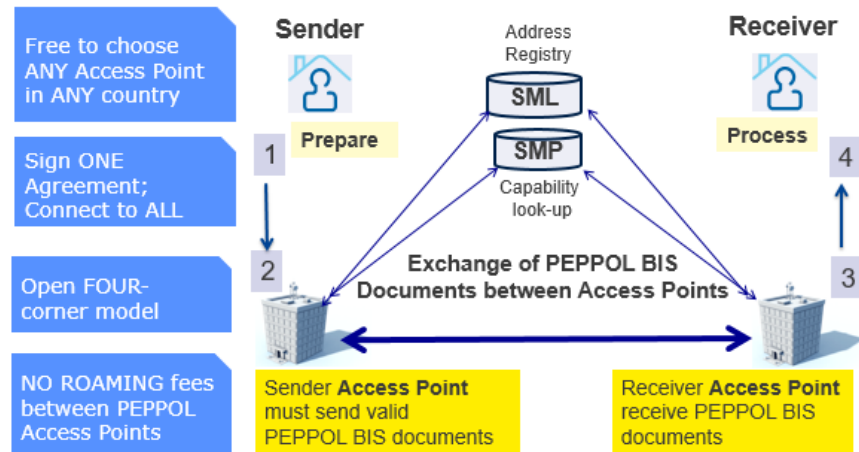 Free to choose
ANY Access Point
in ANY country
Sign ONE
Agreement;
Connect to ALL
Open FOUR-
corner model
NO ROAMING fees
between PEPPOL
Access Points
Sender
Prepare
1
2
Address
Registry
SML
SMP
Capability
look-up
Exchange of PEPPOL BIS
Documents between Access Points
Receiver
Process
4
3
Sender Access Point
must send valid
PEPPOL BIS documents
Receiver Access Point
receive PEPPOL BIS
documents